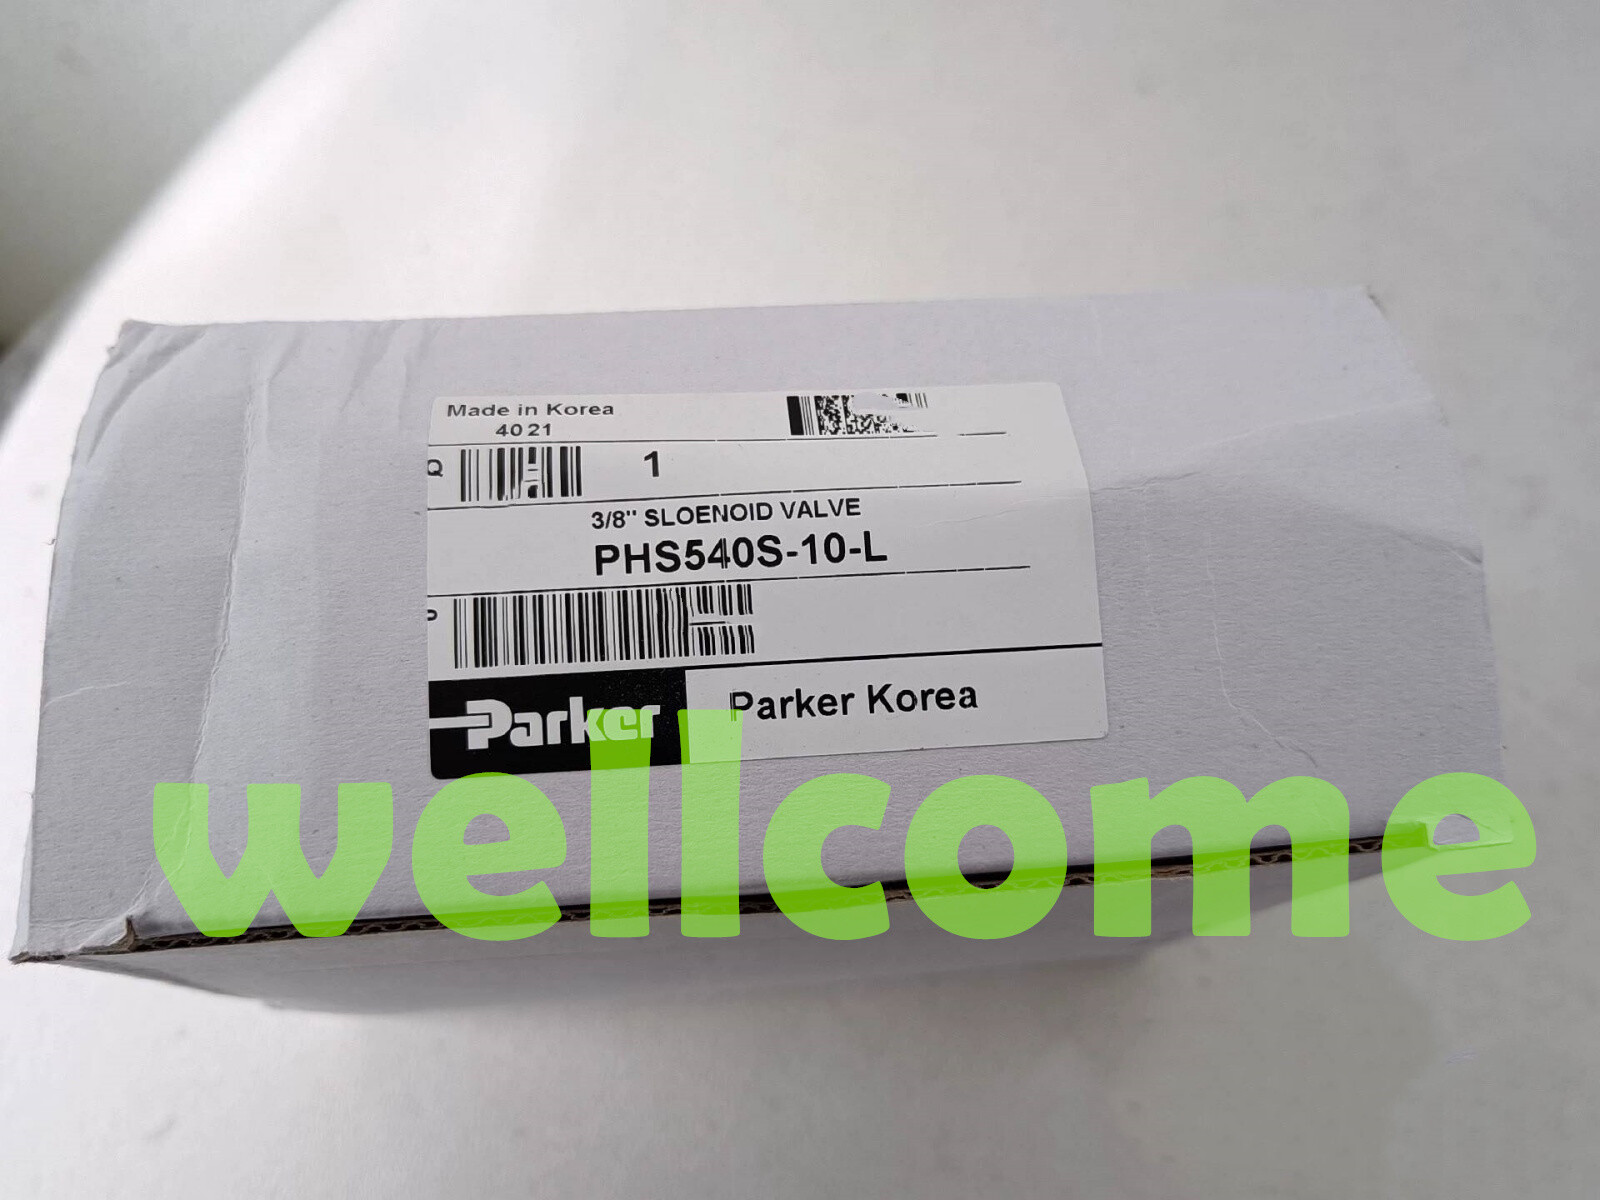 Made in Korea
4021
Q
1
3/8" SLOENOID VALVE
PHS540S-10-L
P
Parker
Parker Korea
wellcome